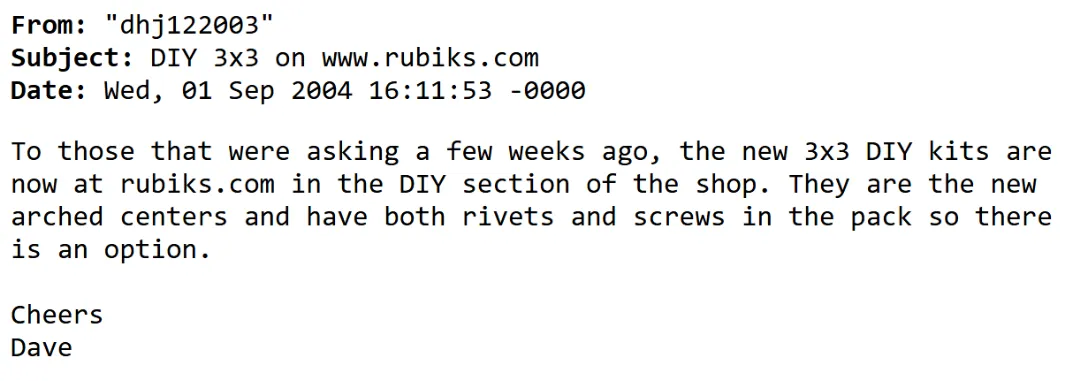 From: "dhj122003"
Subject: DIY 3x3 on www.rubiks.com
Date: Wed, 01 Sep 2004 16:11:53 -0000
To those that were asking a few weeks ago, the new 3x3 DIY kits are
now at rubiks.com in the DIY section of the shop. They are the new
arched centers and have both rivets and screws in the pack so there
is an option.
Cheers
Dave